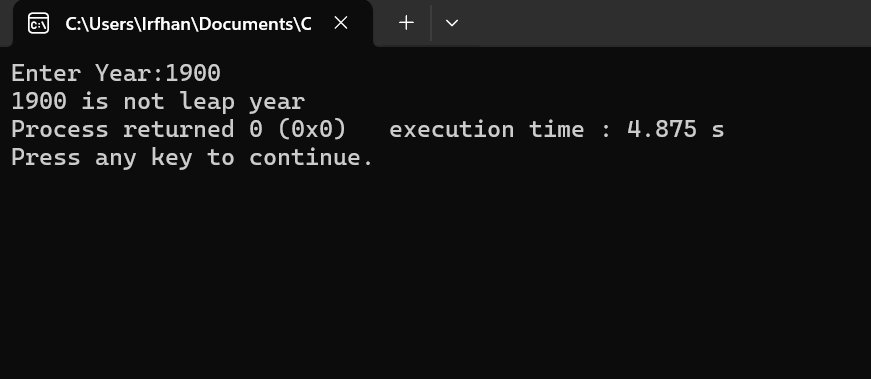 C:\Users\Irfhan\Documents\C
Enter Year:1900
1900 is not leap year
Process returned 0 (0x0)   execution time : 4.875 s
Press any key to continue.